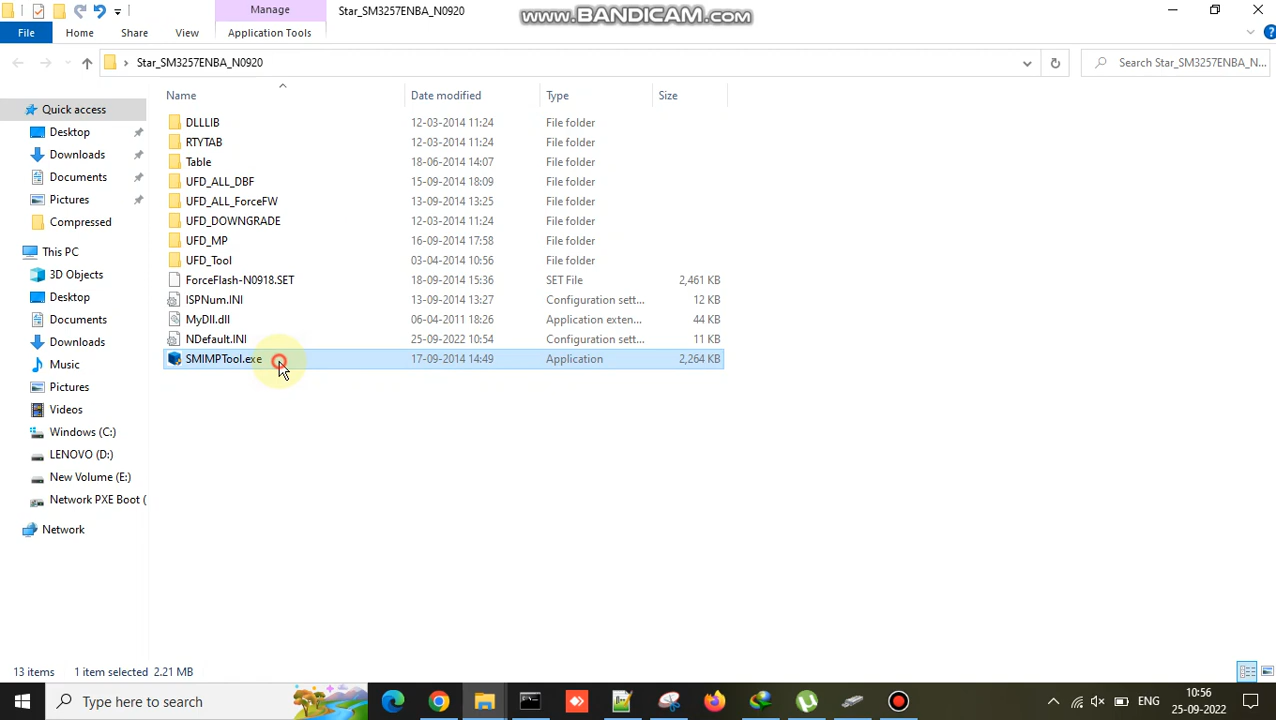 Manage
Star_SM3257ENBA_N0920
www.BANDICAM.com
File
Home
Share
View
Application Tools
Star_SM3257ENBA_N0920
Search Star_SM3257ENBA_N...
Name
Date modified
Type
Size
Quick access
Desktop
Downloads
Documents
Pictures
Compressed
This PC
3D Objects
Desktop
Documents
Downloads
Music
Pictures
Videos
Windows (C:)
LENOVO (D:)
New Volume (E:)
Network PXE Boot (
Network
DLLLIB 12-03-2014 11:24 File folder
RTYTAB 12-03-2014 11:24 File folder
Table 18-06-2014 14:07 File folder
UFD_ALL_DBF 15-09-2014 18:09 File folder
UFD_ALL_ForceFW 13-09-2014 13:25 File folder
UFD_DOWNGRADE 12-03-2014 11:24 File folder
UFD_MP 16-09-2014 17:58 File folder
UFD_Tool 03-04-2014 10:56 File folder
ForceFlash-N0918.SET 18-09-2014 15:36 SET File 2,461 KB
ISPNum.INI 13-09-2014 13:27 Configuration sett... 12 KB
MyDll.dll 06-04-2011 18:26 Application exten... 44 KB
NDefault.INI 25-09-2022 10:54 Configuration sett... 11 KB
SMIMPTool.exe 17-09-2014 14:49 Application 2,264 KB
13 items 1 item selected 2.21 MB
Type here to search
ENG
10:56
25-09-2022